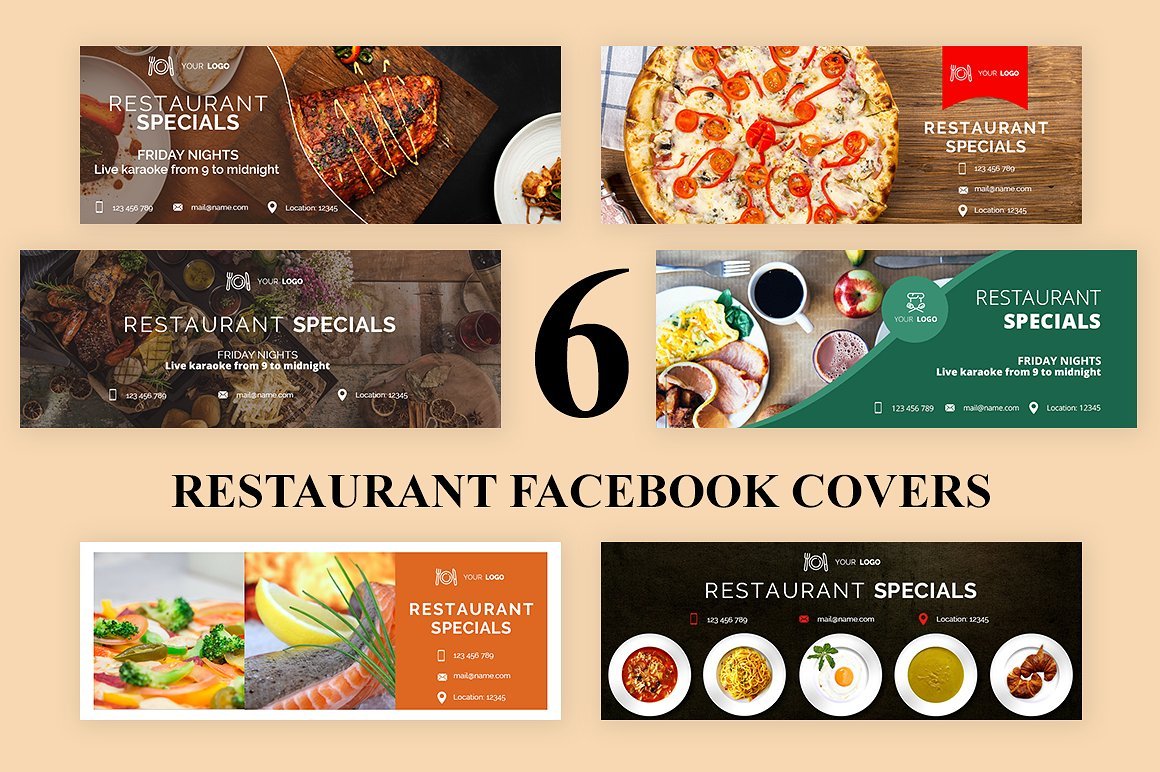 YOUR LOGO
RESTAURANT
SPECIALS
FRIDAY NIGHTS
Live karaoke from 9 to midnight
123 456 789 mail@name.com Location: 12345
YOUR LOGO
RESTAURANT
SPECIALS
123 456 789
mail@name.com
Location: 12345
YOUR LOGO
RESTAURANT SPECIALS
FRIDAY NIGHTS
Live karaoke from 9 to midnight
123 456 789 mail@name.com Location: 12345
6
YOUR LOGO
RESTAURANT
SPECIALS
FRIDAY NIGHTS
Live karaoke from 9 to midnight
123 456 789 mail@name.com Location: 12345
RESTAURANT FACEBOOK COVERS
YOUR LOGO
RESTAURANT
SPECIALS
123 456 789
mail@name.com
Location: 12345
YOUR LOGO
RESTAURANT SPECIALS
123 456 789 mail@name.com Location: 12345